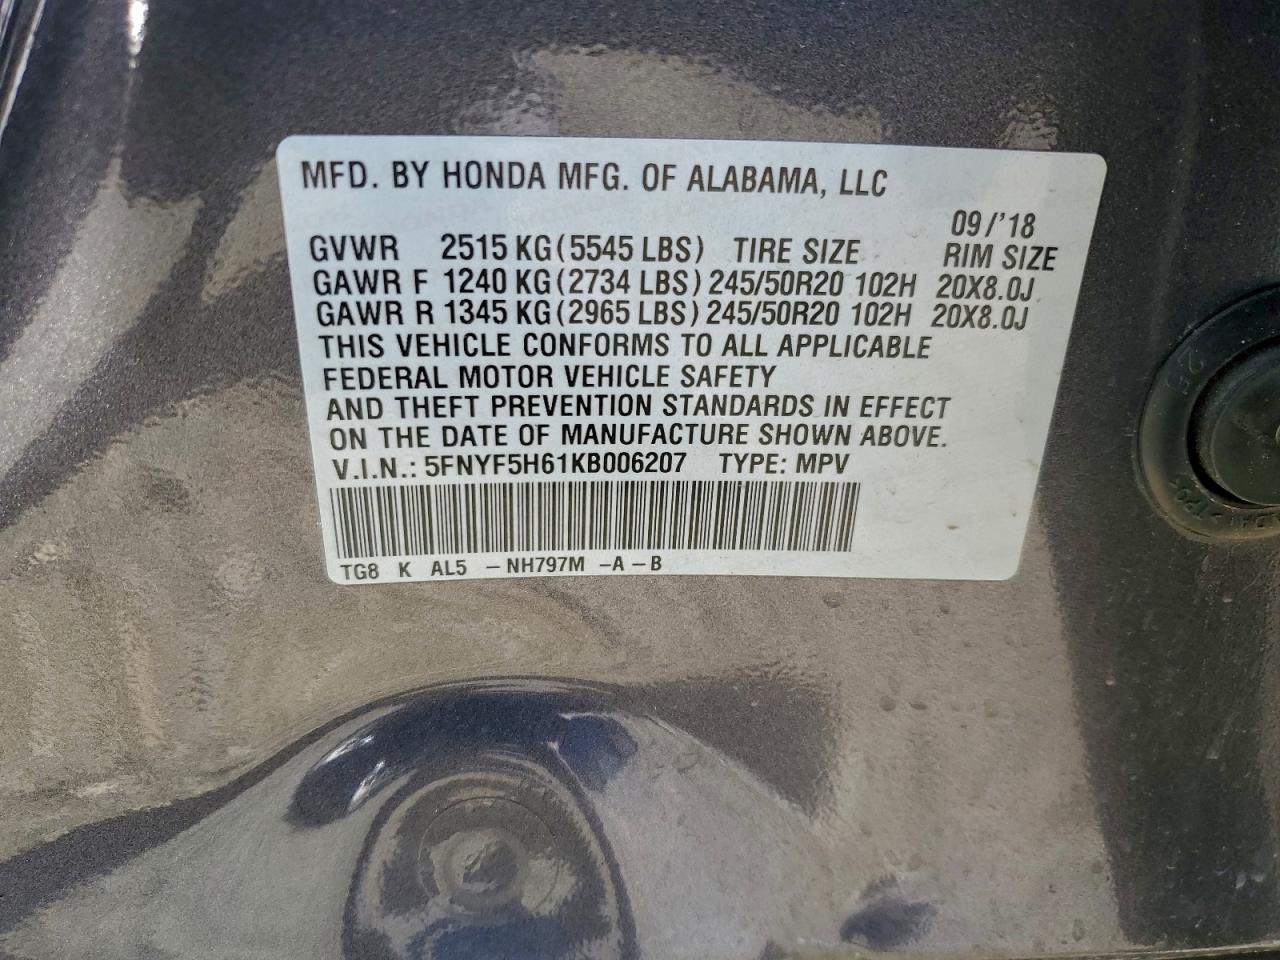 MFD. BY HONDA MFG. OF ALABAMA, LLC
09/'18
GVWR 2515 KG(5545 LBS) TIRE SIZE RIM SIZE
GAWR F 1240 KG(2734 LBS) 245/50R20 102H 20X8.0J
GAWR R 1345 KG(2965 LBS) 245/50R20 102H 20X8.0J
THIS VEHICLE CONFORMS TO ALL APPLICABLE
FEDERAL MOTOR VEHICLE SAFETY
AND THEFT PREVENTION STANDARDS IN EFFECT
ON THE DATE OF MANUFACTURE SHOWN ABOVE.
V.I.N.: 5FNYF5H61KB006207 TYPE: MPV
TG8 K AL5 -NH797M -A-B
25